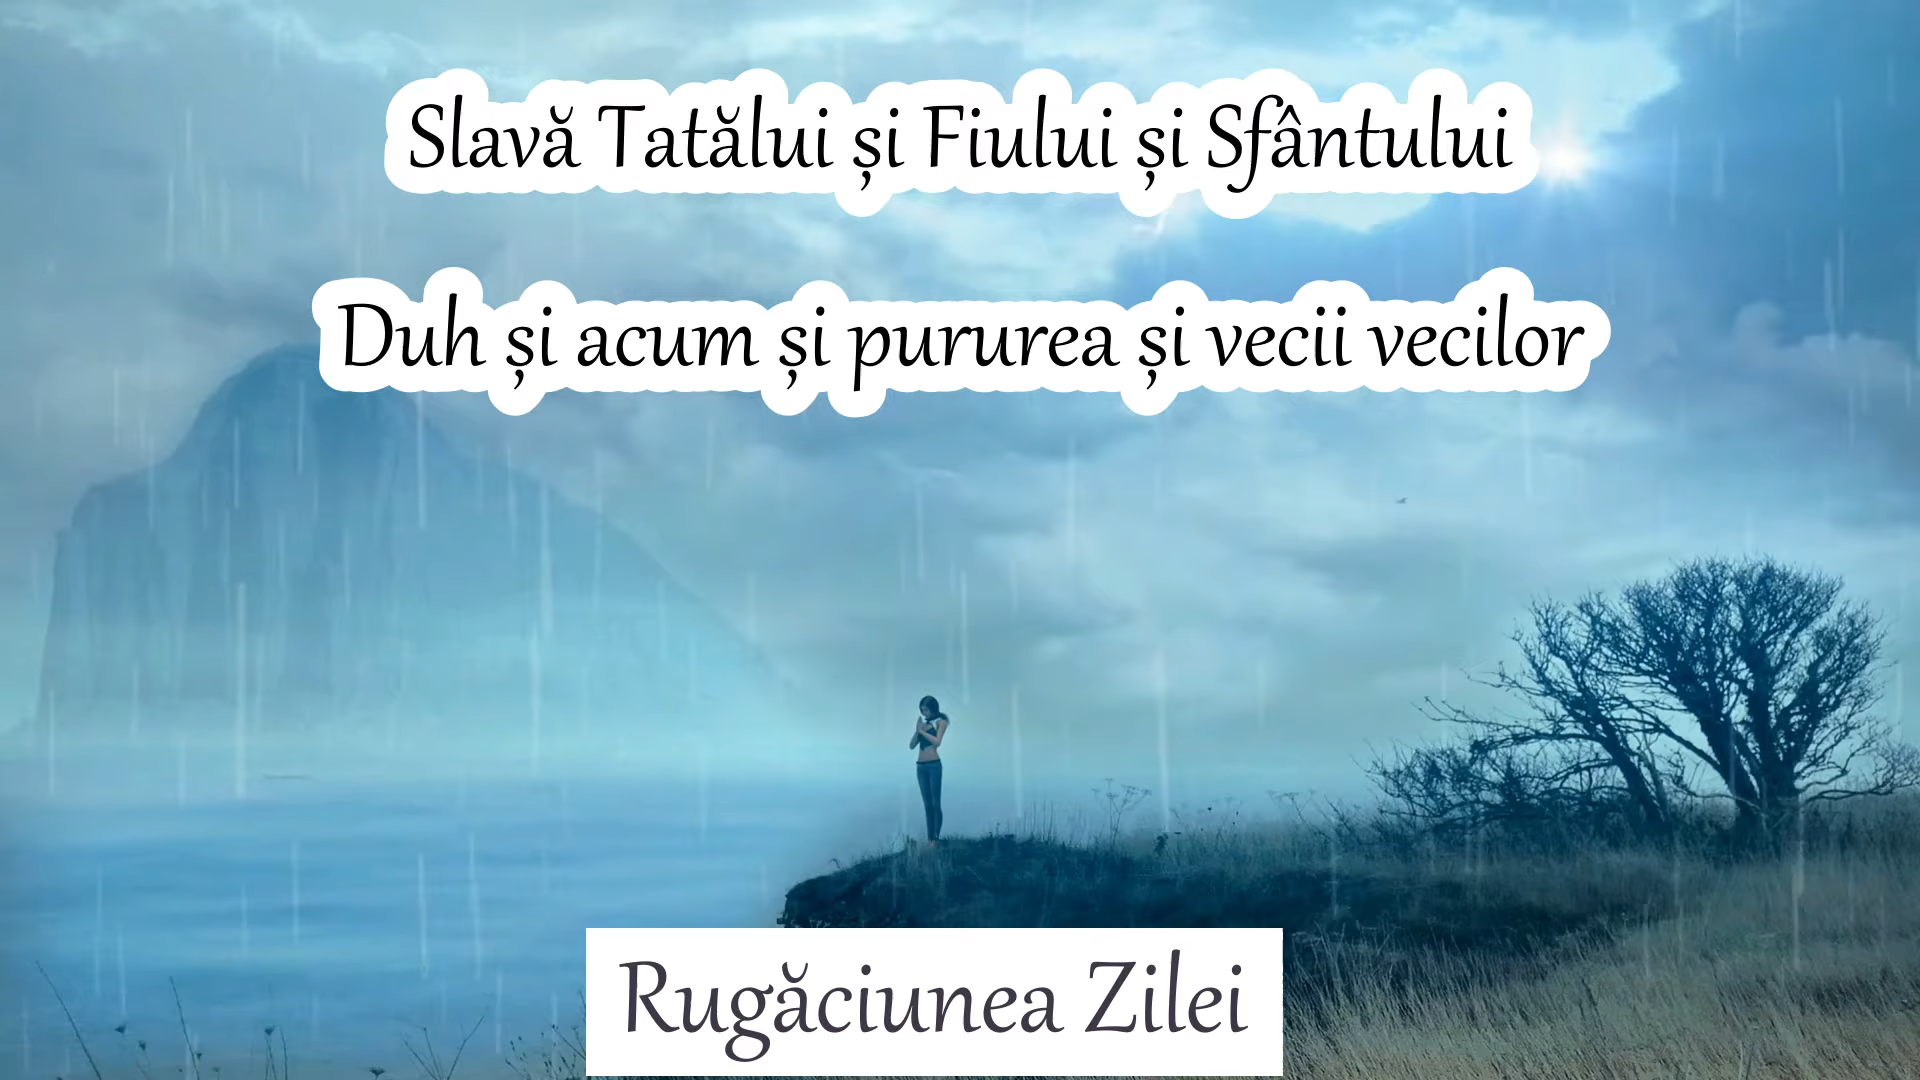 Slavă Tatălui și Fiului și Sfântului
Duh și acum și pururea și vecii vecilor
Rugăciunea Zilei